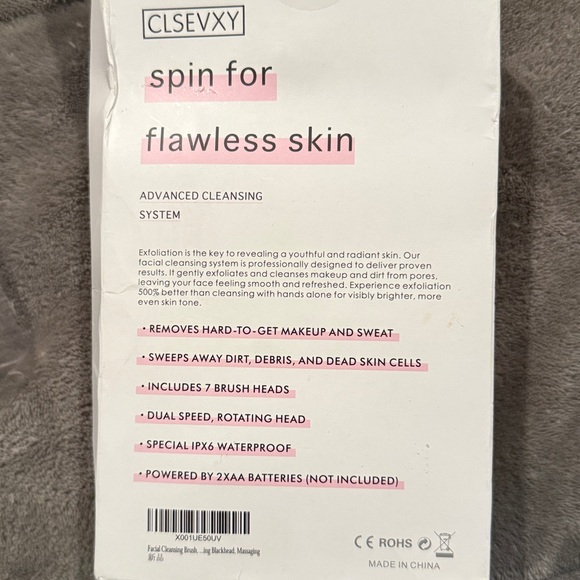 CLSEVXY
spin for
flawless skin
ADVANCED CLEANSING
SYSTEM
Exfoliation is the key to revealing a youthful and radiant skin. Our
facial cleansing system is professionally designed to deliver proven
results. It gently exfoliates and cleanses makeup and dirt from pores,
leaving your face feeling smooth and refreshed. Experience exfoliation
500% better than cleansing with hands alone for visibly brighter, more
even skin tone.
• REMOVES HARD-TO-GET MAKEUP AND SWEAT
• SWEEPS AWAY DIRT, DEBRIS, AND DEAD SKIN CELLS
• INCLUDES 7 BRUSH HEADS
• DUAL SPEED, ROTATING HEAD
• SPECIAL IPX6 WATERPROOF
• POWERED BY 2XAA BATTERIES (NOT INCLUDED)
X001UE50UV
Facial Cleansing Brush, ...ing Blackhead, Massaging
新品
CE ROHS
MADE IN CHINA